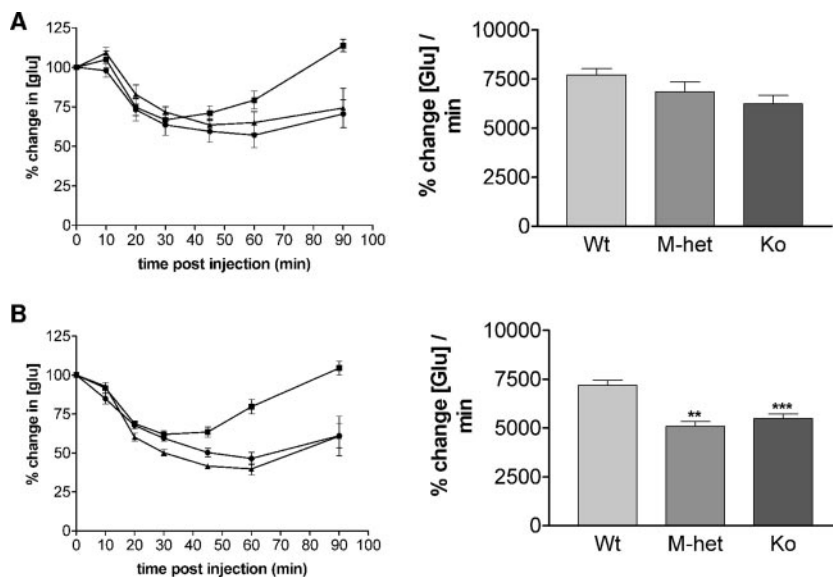 A
% change in [glu]
125
100
75
50
25
0
0 10 20 30 40 50 60 70 80 90 100
time post injection (min)
% change [Glu] /
min
10000
7500
5000
2500
0
Wt M-het Ko
B
% change in [glu]
125
100
75
50
25
0
0 10 20 30 40 50 60 70 80 90 100
time post injection (min)
% change [Glu] /
min
10000
7500
5000
2500
0
** ***
Wt M-het Ko